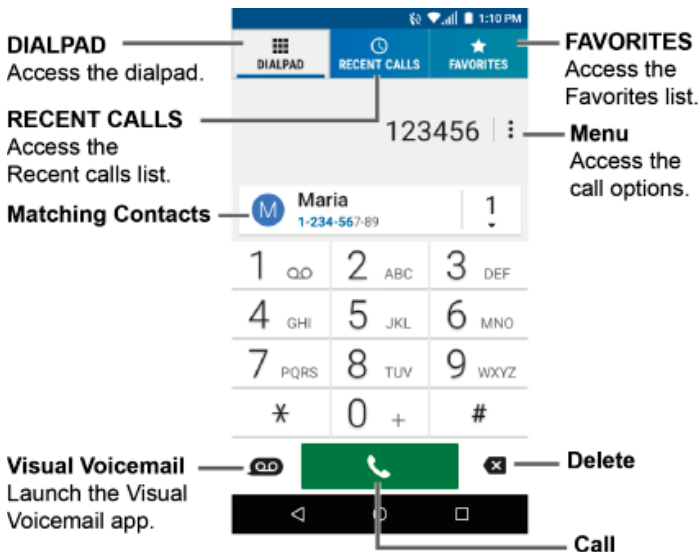 1:10 PM
DIALPAD
Access the dialpad.
RECENT CALLS
Access the
Recent calls list.
Matching Contacts
Visual Voicemail
Launch the Visual
Voicemail app.
DIALPAD
RECENT CALLS
FAVORITES
123456
M
Maria
1-234-567-89
1
1
2 ABC
3 DEF
4 GHI
5 JKL
6 MNO
7 PQRS
8 TUV
9 WXYZ
*
0 +
#
FAVORITES
Access the
Favorites list.
Menu
Access the
call options.
Delete
Call